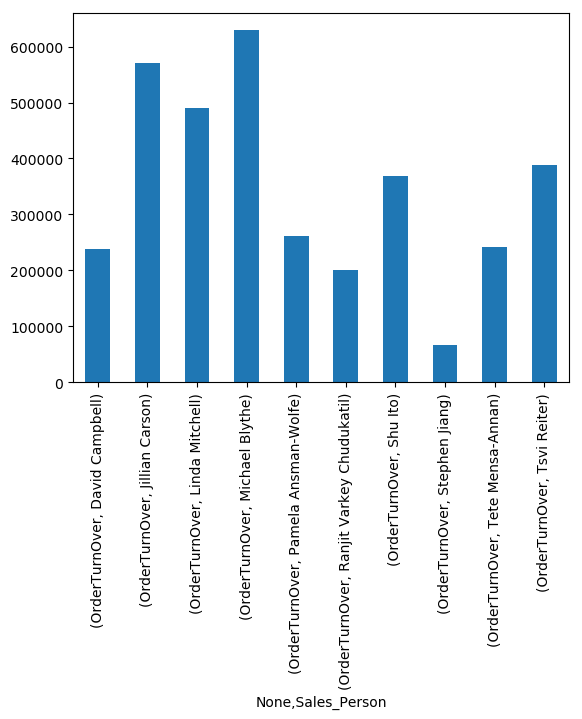 600000
500000
400000
300000
200000
100000
0
(OrderTurnOver, David Campbell)
(OrderTurnOver, Jillian Carson)
(OrderTurnOver, Linda Mitchell)
(OrderTurnOver, Michael Blythe)
(OrderTurnOver, Pamela Ansman-Wolfe)
(OrderTurnOver, Ranjit Varkey Chudukatil)
(OrderTurnOver, Shu Ito)
(OrderTurnOver, Stephen Jiang)
(OrderTurnOver, Tete Mensa-Annan)
(OrderTurnOver, Tsvi Reiter)
None,Sales_Person